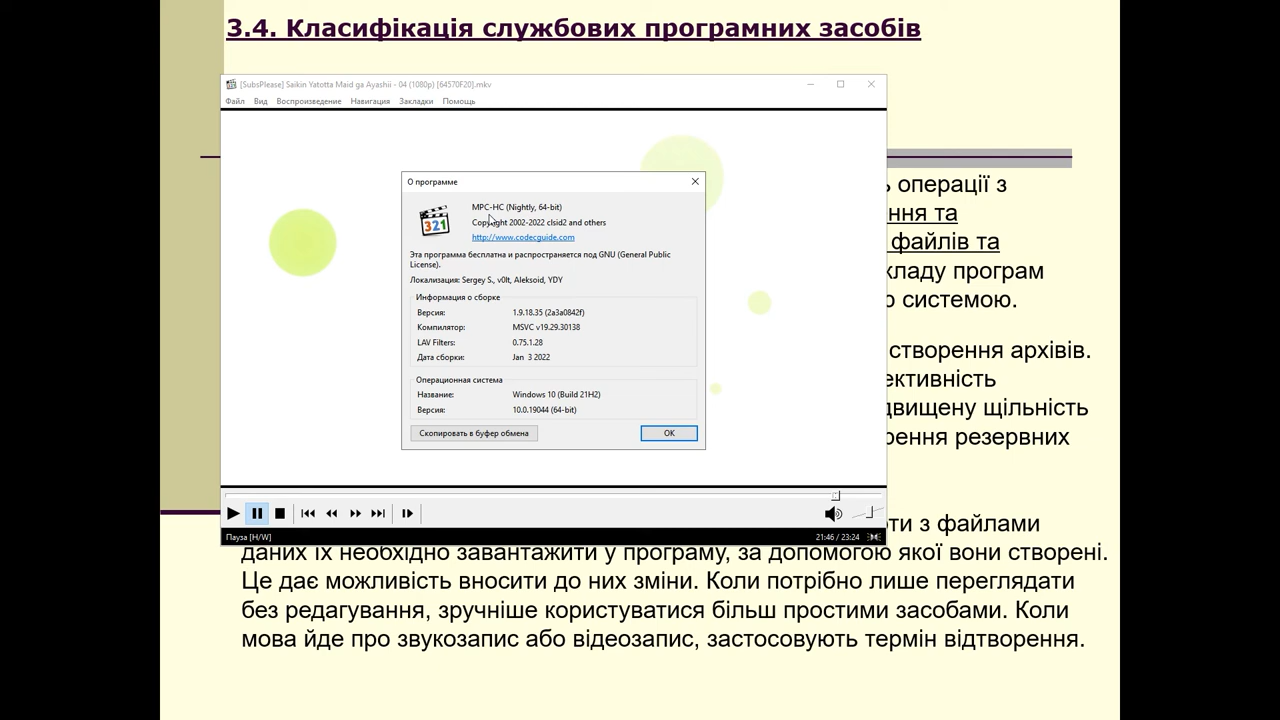 3.4. Класифікація службових програмних засобів
[SubsPlease] Saikin Yatotta Maid ga Ayashii - 04 (1080p) [64570F20].mkv
Файл Вид Воспроизведение Навигация Закладки Помощь
О программе
MPC-HC (Nightly, 64-bit)
Copyright 2002-2022 clsid2 and others
http://www.codecguide.com
Эта программа бесплатна и распространяется под GNU (General Public
License).
Локализация: Sergey S., v0lt, Aleksoid, YDY
Информация о сборке
Версия: 1.9.18.35 (2a3a0842f)
Компилятор: MSVC v19.29.30138
LAV Filters: 0.75.1.28
Дата сборки: Jan 3 2022
Операционная система
Название: Windows 10 (Build 21H2)
Версия: 10.0.19044 (64-bit)
Скопировать в буфер обмена OK
Пауза [H/W] 21:46 / 23:24
ь операції з
ння та
файлів та
кладу програм
ю системою.
створення архівів.
ективність
двищену щільність
рення резервних
ти з файлами
даних їх необхідно завантажити у програму, за допомогою якої вони створені.
Це дає можливість вносити до них зміни. Коли потрібно лише переглядати
без редагування, зручніше користуватися більш простими засобами. Коли
мова йде про звукозапис або відеозапис, застосовують термін відтворення.